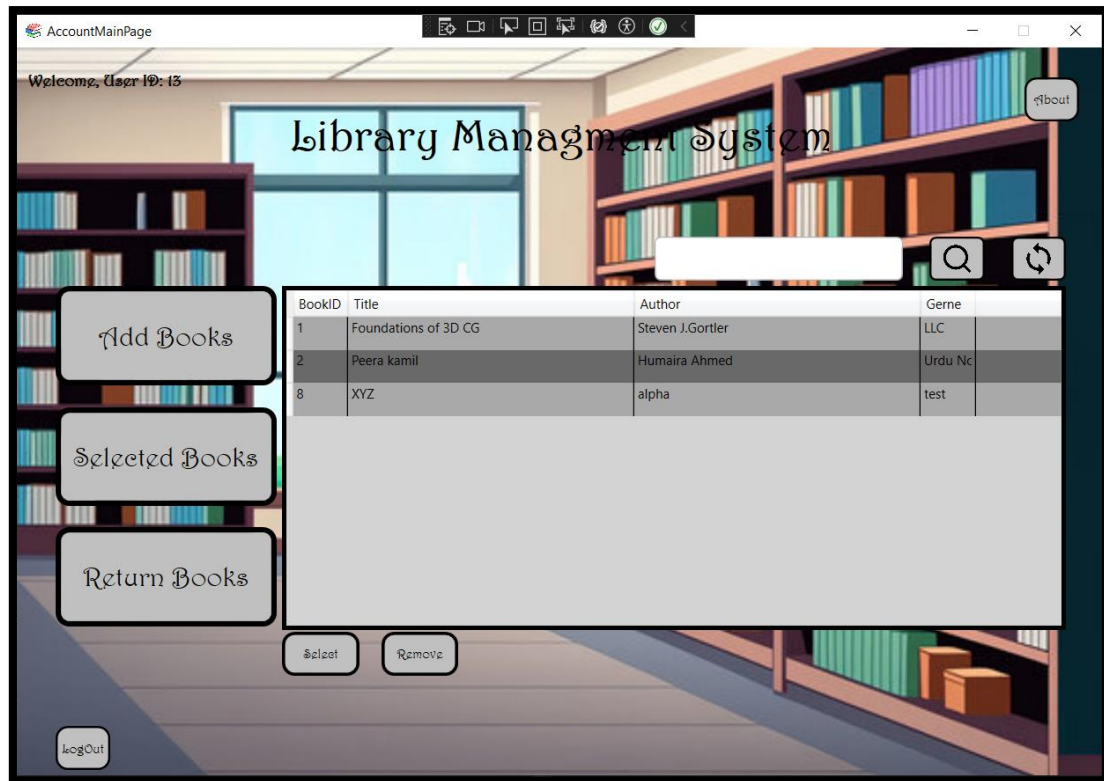 AccountMainPage
Welcome, User ID: 13
About
Library Managment System
Add Books
Selected Books
Return Books
BookID Title Author Gerne
1 Foundations of 3D CG Steven J.Gortler LLC
2 Peera kamil Humaira Ahmed Urdu Nc
8 XYZ alpha test
Select Remove
LogOut